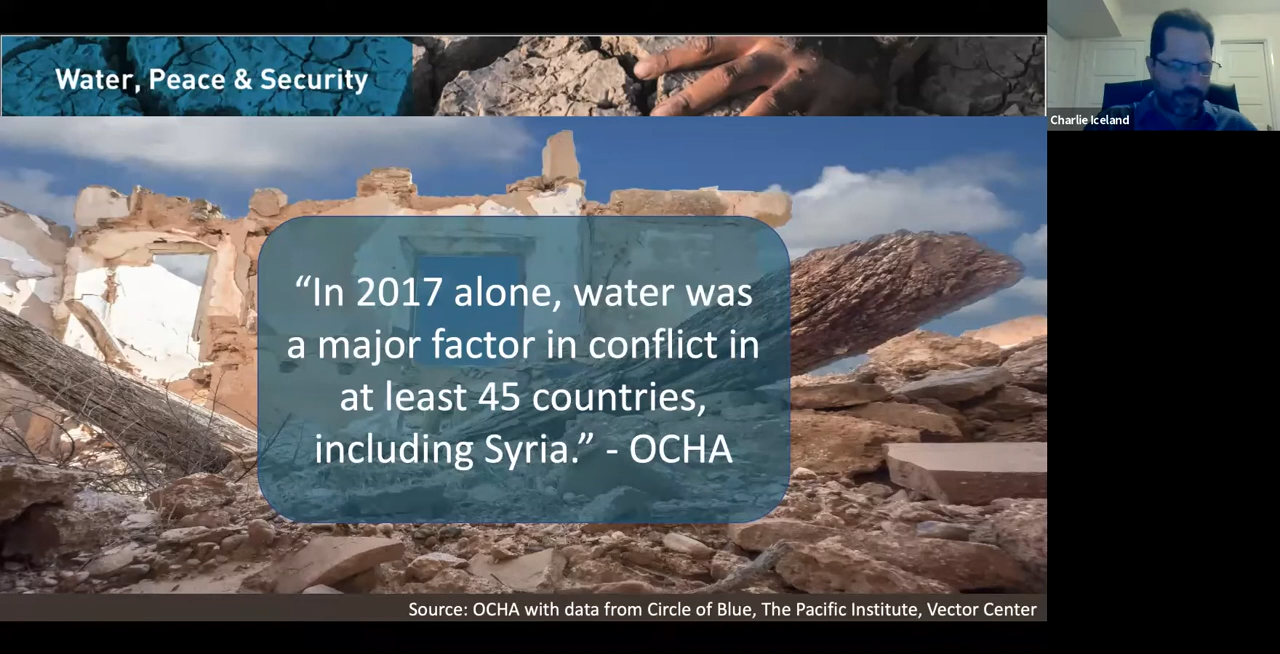 Water, Peace & Security
Charlie Iceland
“In 2017 alone, water was
a major factor in conflict in
at least 45 countries,
including Syria.” - OCHA
Source: OCHA with data from Circle of Blue, The Pacific Institute, Vector Center